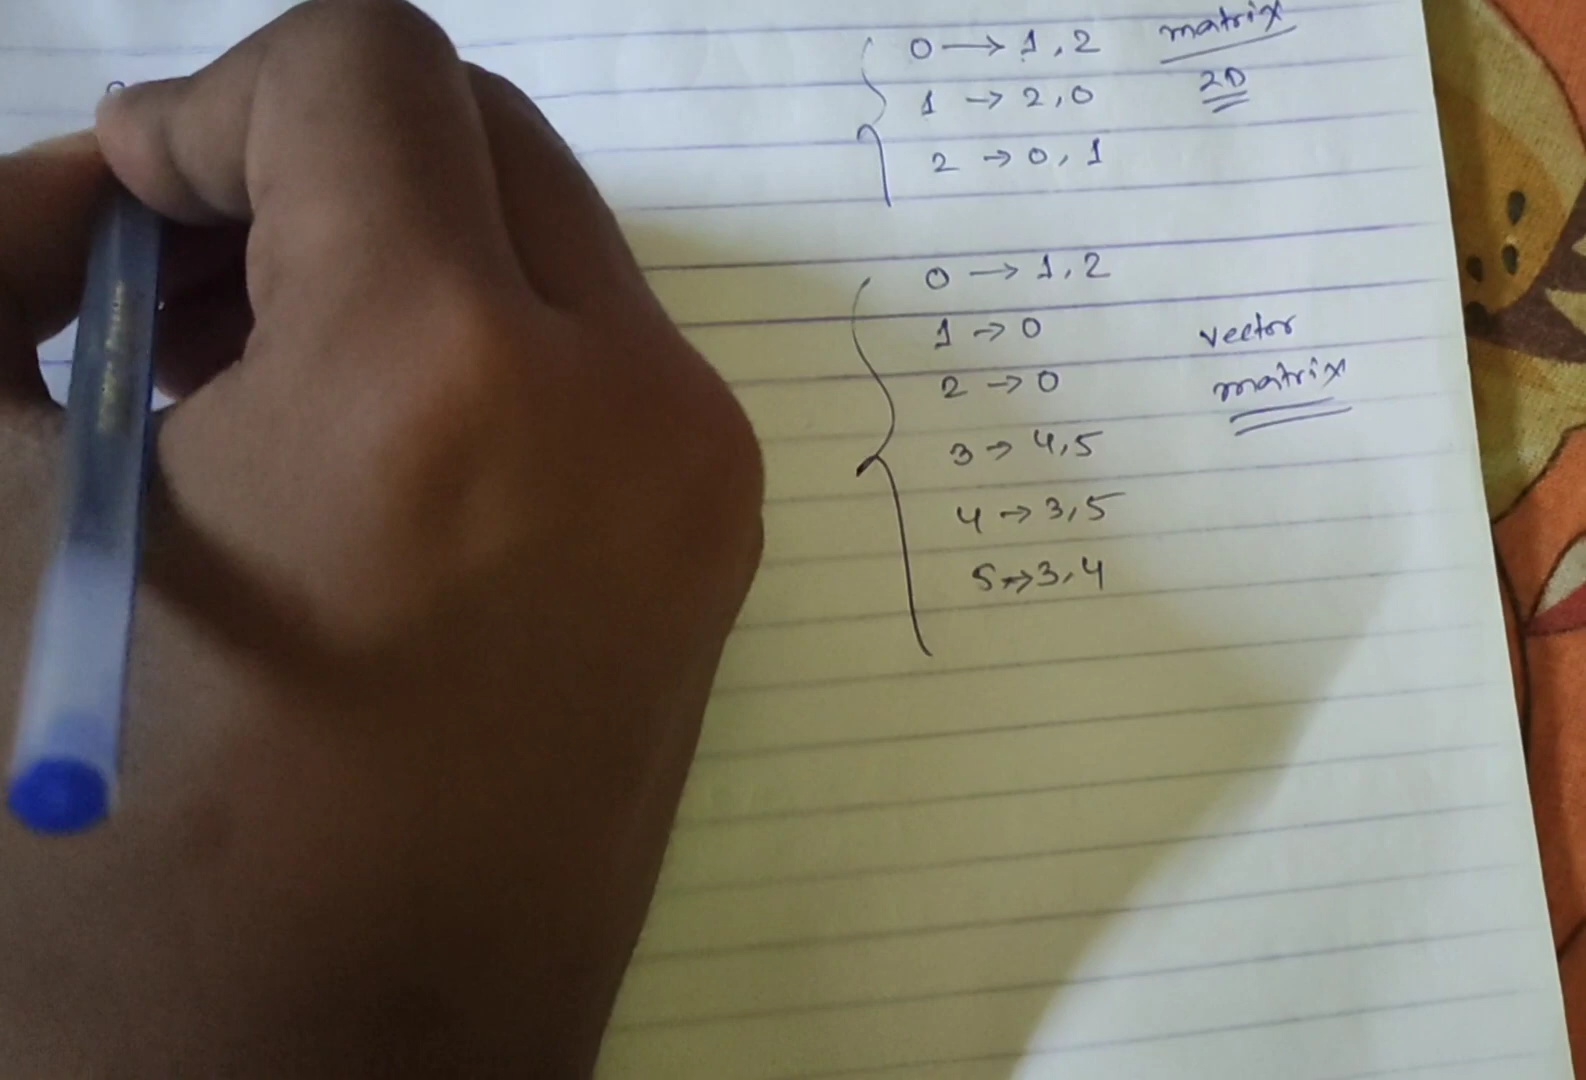 0 → 1, 2 matrix
1 → 2, 0 2D
2 → 0, 1
0 → 1, 2
1 → 0 vector
2 → 0 matrix
3 → 4, 5
4 → 3, 5
5 → 3, 4